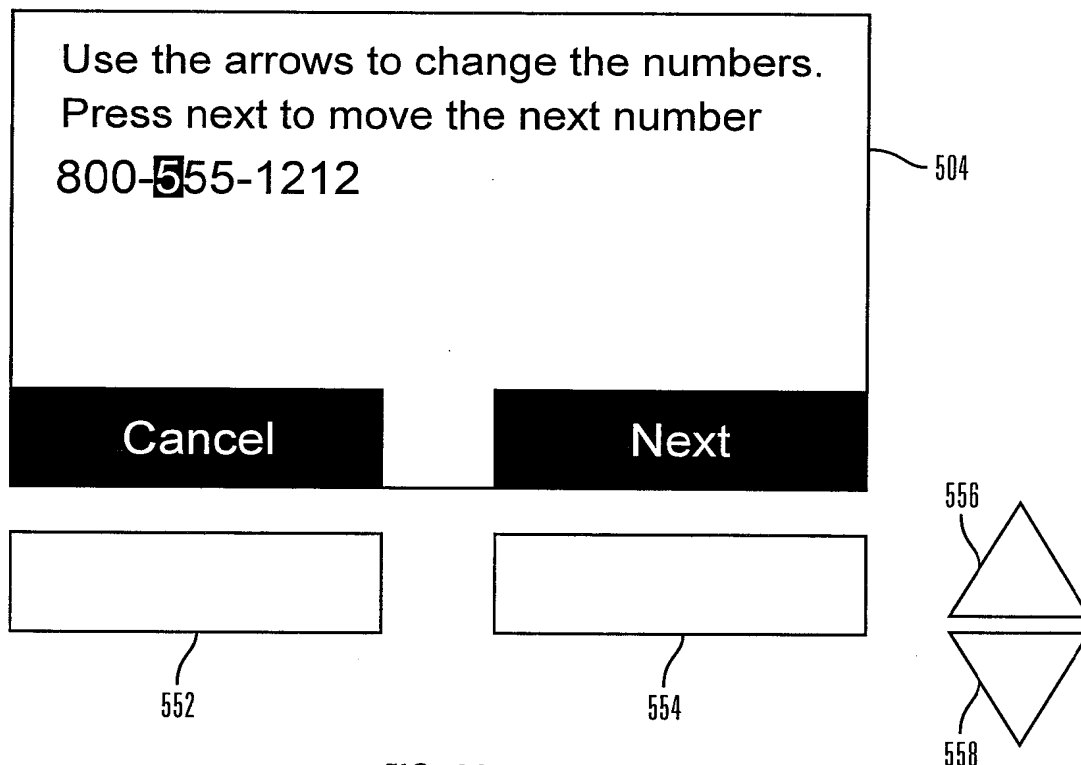 Use the arrows to change the numbers.
Press next to move the next number
800-555-1212
504
Cancel
Next
556
552
554
558